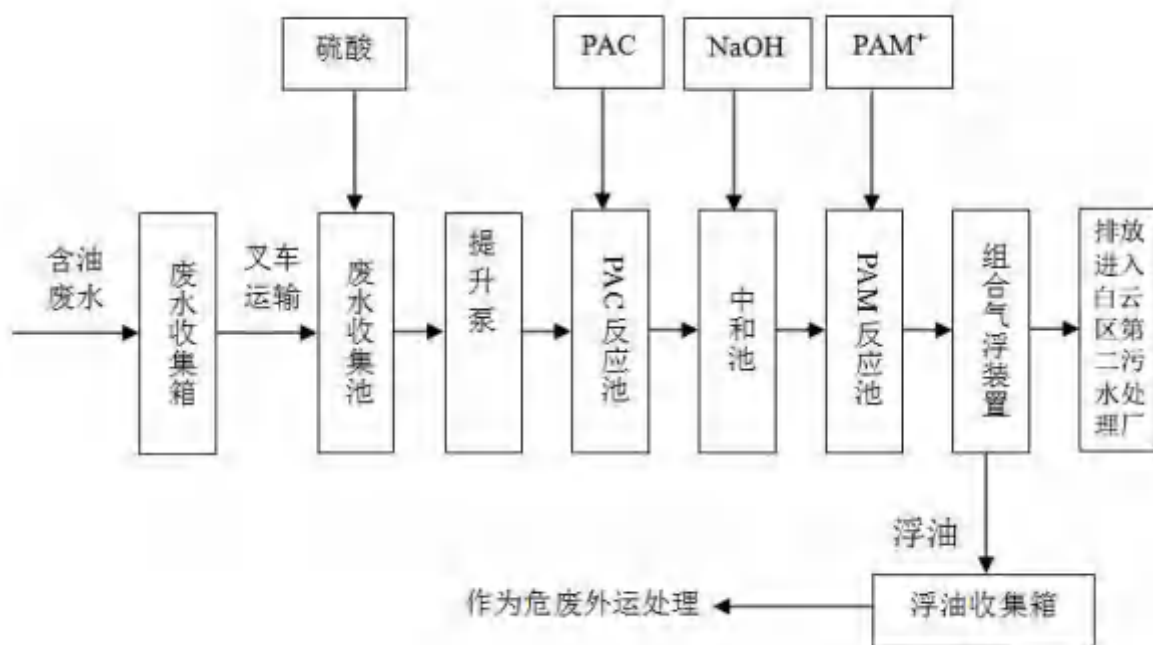 硫酸
PAC
NaOH
PAM⁺
含油
废水
废水收集箱
叉车
运输
废水收集池
提升泵
PAC反应池
中和池
PAM反应池
组合气浮装置
排放
进入
白云
区第
二污
水处
理厂
浮油
浮油收集箱
作为危废外运处理